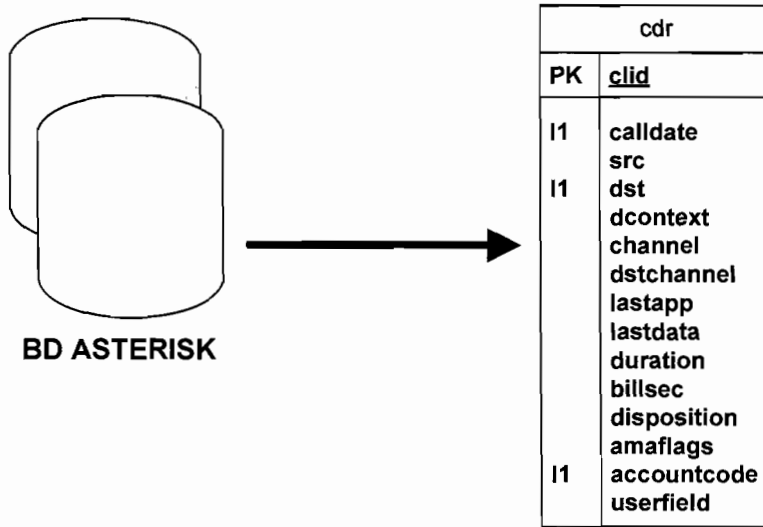 cdr
PK clid
I1 calldate
src
I1 dst
dcontext
channel
dstchannel
lastapp
lastdata
duration
billsec
disposition
amaflags
I1 accountcode
userfield
BD ASTERISK